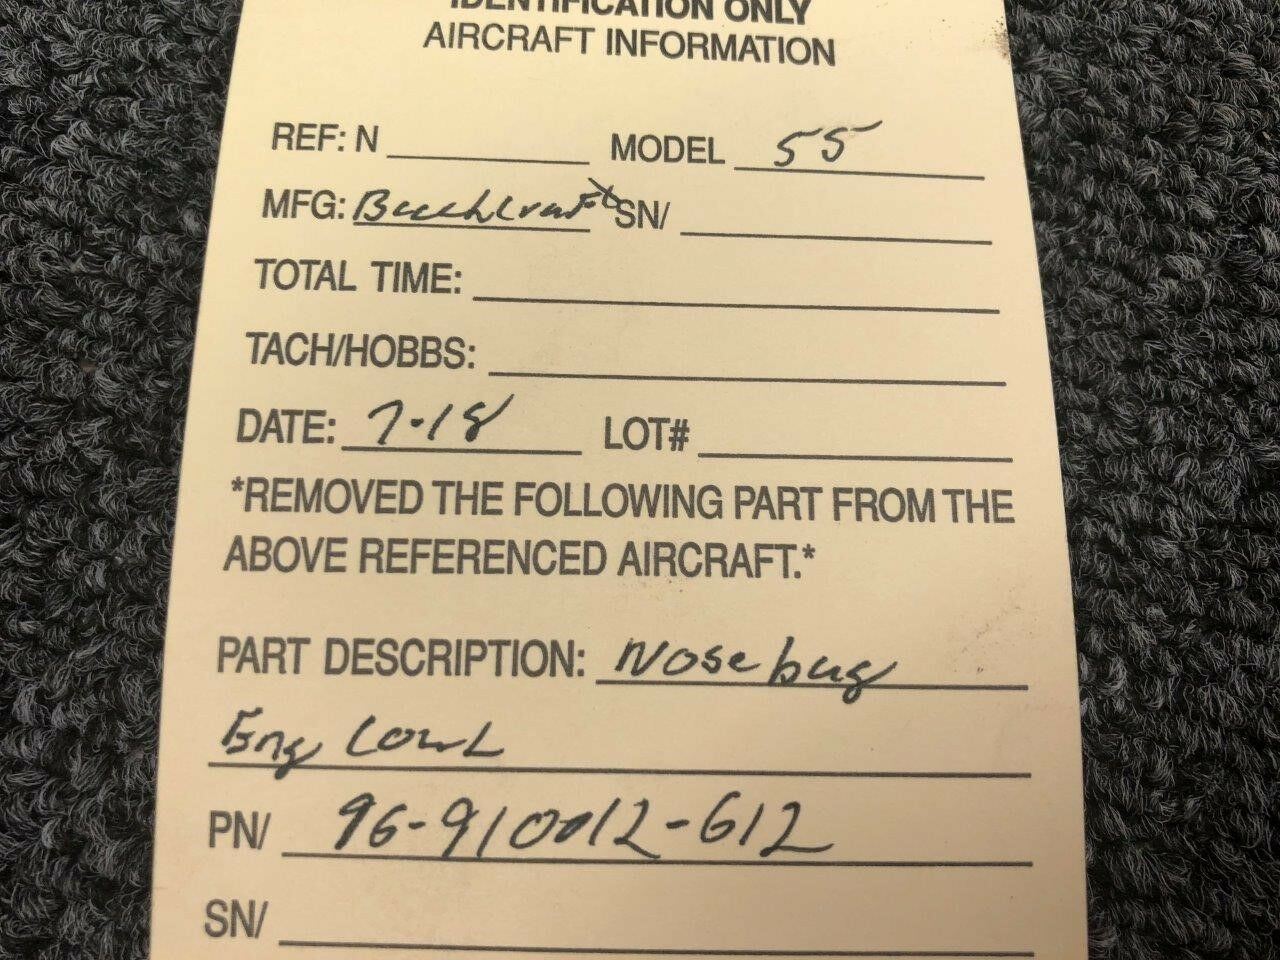 IDENTIFICATION ONLY
AIRCRAFT INFORMATION
REF: N MODEL 55
MFG: Beechcraft SN/
TOTAL TIME:
TACH/HOBBS:
DATE: 7-18 LOT#
*REMOVED THE FOLLOWING PART FROM THE
ABOVE REFERENCED AIRCRAFT.*
PART DESCRIPTION: Nose bug
Eng Cowl
PN/ 96-910012-612
SN/